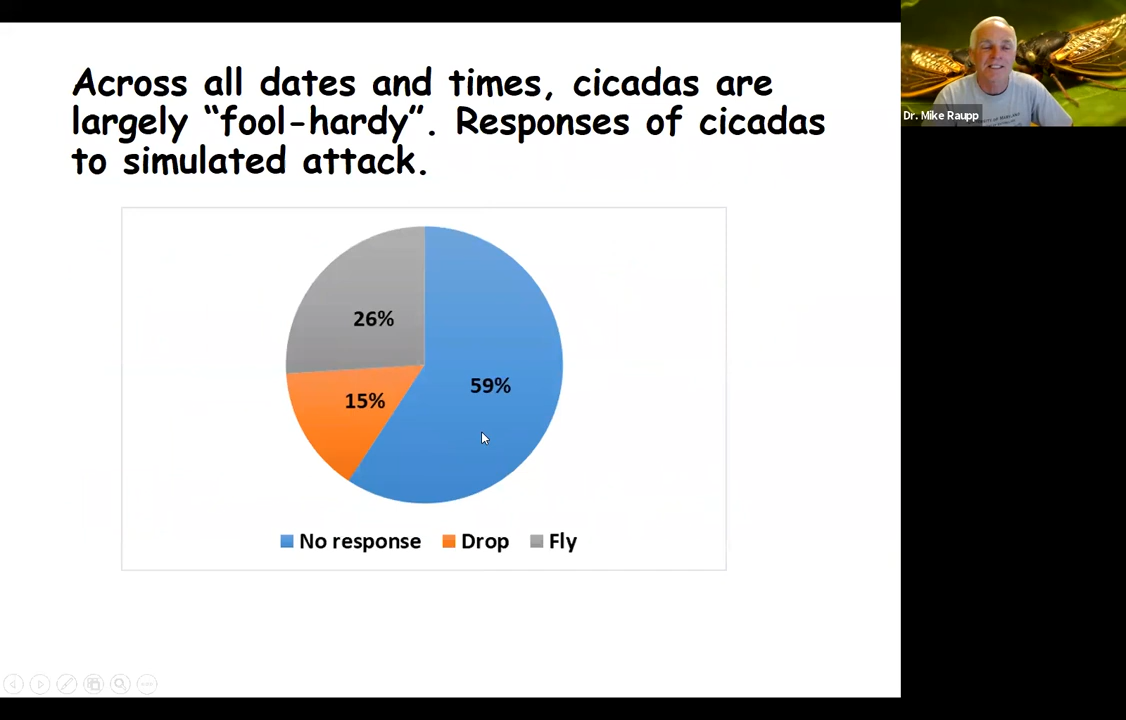 Across all dates and times, cicadas are
largely “fool-hardy”. Responses of cicadas
to simulated attack.
26%
59%
15%
No response
Drop
Fly
Dr. Mike Raupp